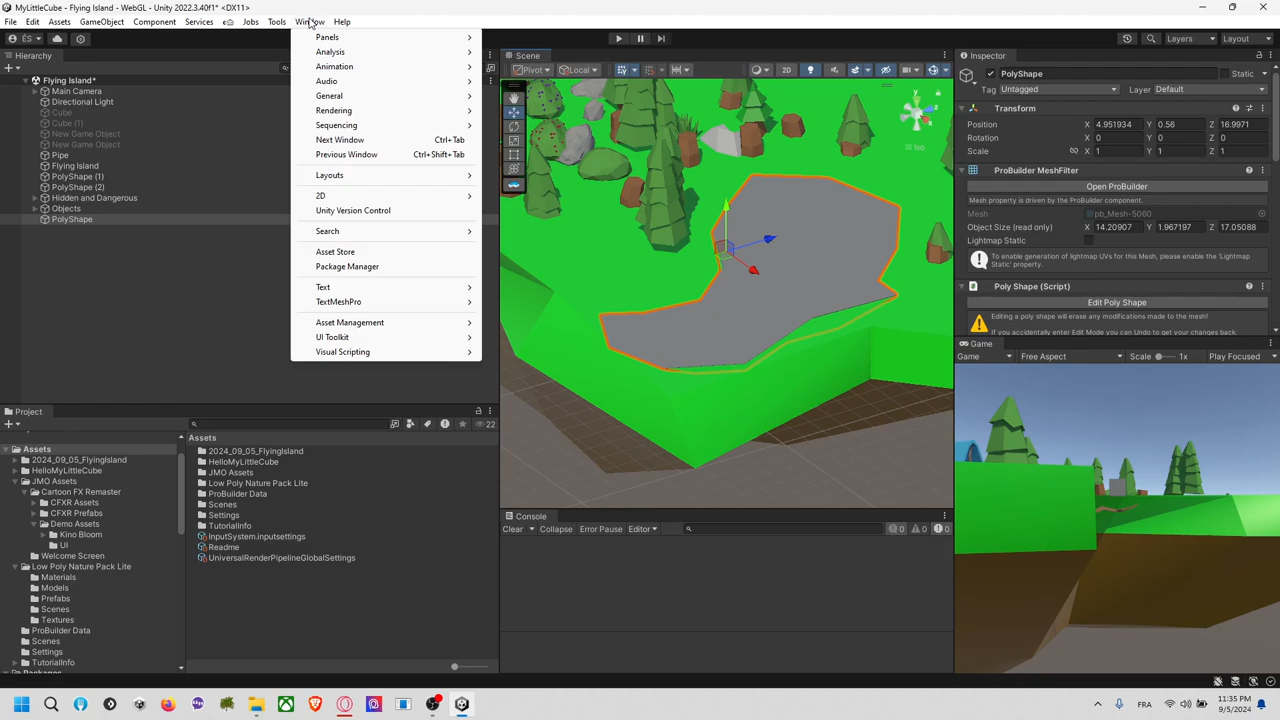 MyLittleCube - Flying Island - WebGL - Unity 2022.3.40f1* <DX11>
File Edit Assets GameObject Component Services Jobs Tools Window Help
ÉS
Layers
Layout
Hierarchy
Flying Island*
Main Camera
Directional Light
Cube
Cube (1)
New Game Object
New Game Object
Pipe
Flying Island
PolyShape (1)
PolyShape (2)
Hidden and Dangerous
Objects
PolyShape
Panels
Analysis
Animation
Audio
General
Rendering
Sequencing
Next Window Ctrl+Tab
Previous Window Ctrl+Shift+Tab
Layouts
2D
Unity Version Control
Search
Asset Store
Package Manager
Text
TextMeshPro
Asset Management
UI Toolkit
Visual Scripting
Scene
Pivot
Local
2D
y
Iso
Inspector
PolyShape
Static
Tag Untagged Layer Default
Transform
Position X 4.951934 Y 0.56 Z 16.9971
Rotation X 0 Y 0 Z 0
Scale X 1 Y 1 Z 1
ProBuilder MeshFilter
Open ProBuilder
Mesh property is driven by the ProBuilder component.
Mesh pb_Mesh-5060
Object Size (read only) X 14.20907 Y 1.967197 Z 17.05088
Lightmap Static
To enable generation of lightmap UVs for this Mesh, please enable the 'Lightmap Static' property.
Poly Shape (Script)
Edit Poly Shape
Editing a poly shape will erase any modifications made to the mesh!
If you accidentally enter Edit Mode you can Undo to get your changes back.
Game
Game Free Aspect Scale 1x Play Focused
Project
22
Assets
2024_09_05_FlyingIsland
HelloMyLittleCube
JMO Assets
Cartoon FX Remaster
CFXR Assets
CFXR Prefabs
Demo Assets
Kino Bloom
UI
Welcome Screen
Low Poly Nature Pack Lite
Materials
Models
Prefabs
Scenes
Textures
ProBuilder Data
Scenes
Settings
TutorialInfo
Packages
Assets
2024_09_05_FlyingIsland
HelloMyLittleCube
JMO Assets
Low Poly Nature Pack Lite
ProBuilder Data
Scenes
Settings
TutorialInfo
InputSystem.inputsettings
Readme
UniversalRenderPipelineGlobalSettings
Console
Clear Collapse Error Pause Editor
0 0 0
FRA
11:35 PM
9/5/2024